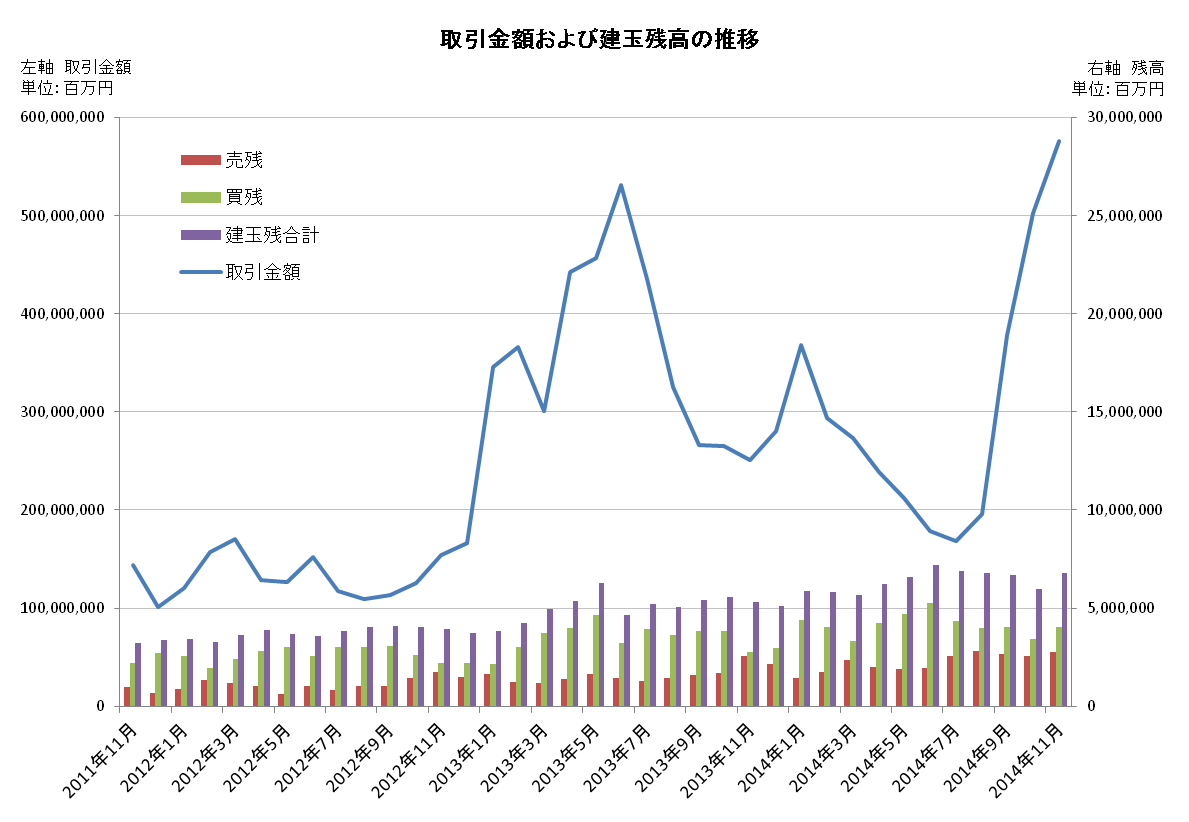 取引金額および建玉残高の推移
左軸 取引金額
単位:百万円
右軸 残高
単位:百万円
600,000,000
500,000,000
400,000,000
300,000,000
200,000,000
100,000,000
0
30,000,000
25,000,000
20,000,000
15,000,000
10,000,000
5,000,000
0
売残
買残
建玉残合計
取引金額
2011年11月
2012年1月
2012年3月
2012年5月
2012年7月
2012年9月
2012年11月
2013年1月
2013年3月
2013年5月
2013年7月
2013年9月
2013年11月
2014年1月
2014年3月
2014年5月
2014年7月
2014年9月
2014年11月